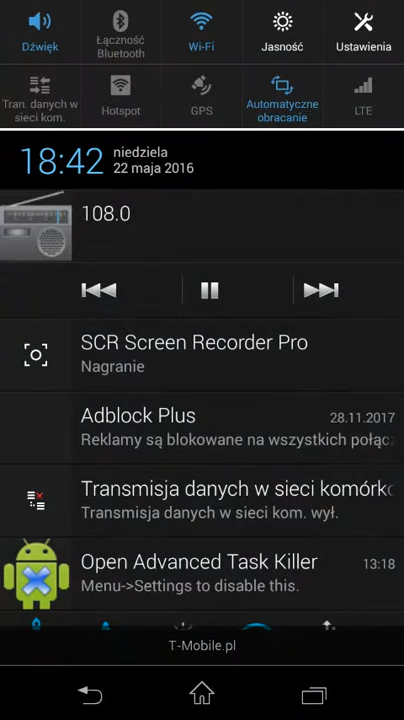 Dźwięk
Łączność
Bluetooth
Wi-Fi
Jasność
Ustawienia
Tran. danych w
sieci kom.
Hotspot
GPS
Automatyczne
obracanie
LTE
18:42
niedziela
22 maja 2016
108.0
SCR Screen Recorder Pro
Nagranie
Adblock Plus 28.11.2017
Reklamy są blokowane na wszystkich połąc
Transmisja danych w sieci komórk
Transmisja danych w sieci kom. wył.
Open Advanced Task Killer 13:18
Menu->Settings to disable this.
T-Mobile.pl